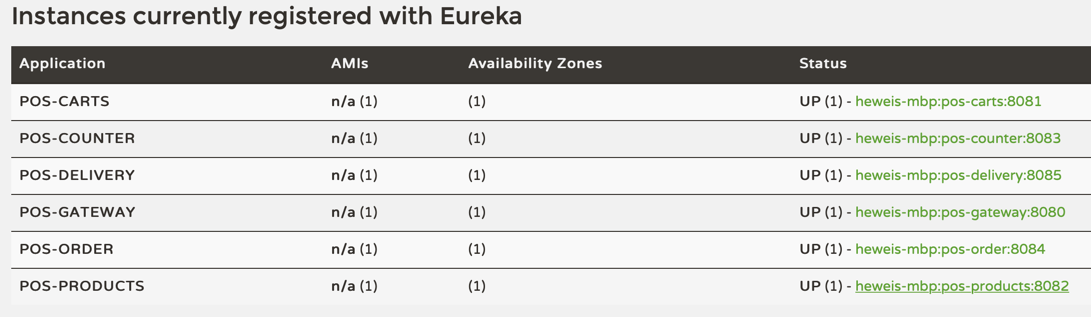 Instances currently registered with Eureka
Application AMIs Availability Zones Status
POS-CARTS n/a (1) (1) UP (1) - heweis-mbp:pos-carts:8081
POS-COUNTER n/a (1) (1) UP (1) - heweis-mbp:pos-counter:8083
POS-DELIVERY n/a (1) (1) UP (1) - heweis-mbp:pos-delivery:8085
POS-GATEWAY n/a (1) (1) UP (1) - heweis-mbp:pos-gateway:8080
POS-ORDER n/a (1) (1) UP (1) - heweis-mbp:pos-order:8084
POS-PRODUCTS n/a (1) (1) UP (1) - heweis-mbp:pos-products:8082